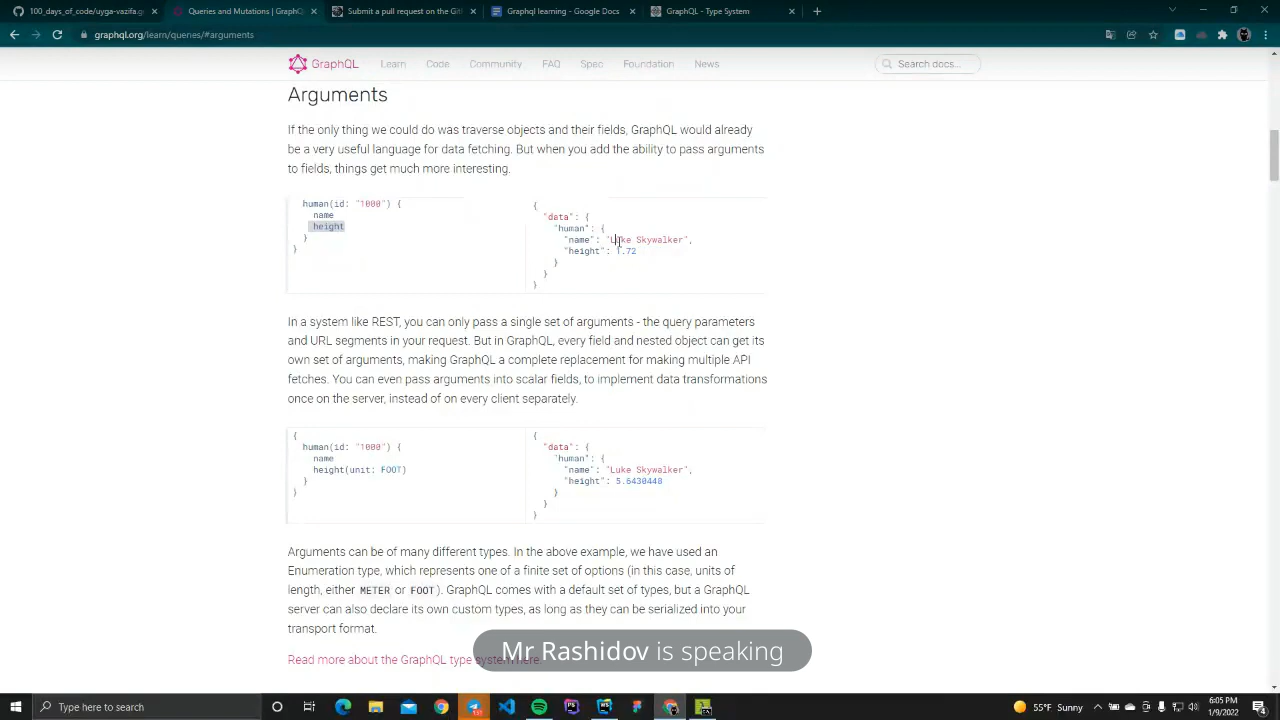 100_days_of_code/uyga-vazifa.gr
Queries and Mutations | GraphQ
Submit a pull request on the Git
Graphql learning - Google Docs
GraphQL - Type System
graphql.org/learn/queries/#arguments
GraphQL
Learn
Code
Community
FAQ
Spec
Foundation
News
Search docs...
Arguments
If the only thing we could do was traverse objects and their fields, GraphQL would already
be a very useful language for data fetching. But when you add the ability to pass arguments
to fields, things get much more interesting.
human(id: "1000") {
name
height
}
}
{
"data": {
"human": {
"name": "Luke Skywalker",
"height": 1.72
}
}
}
In a system like REST, you can only pass a single set of arguments - the query parameters
and URL segments in your request. But in GraphQL, every field and nested object can get its
own set of arguments, making GraphQL a complete replacement for making multiple API
fetches. You can even pass arguments into scalar fields, to implement data transformations
once on the server, instead of on every client separately.
{
human(id: "1000") {
name
height(unit: FOOT)
}
}
{
"data": {
"human": {
"name": "Luke Skywalker",
"height": 5.6430448
}
}
}
Arguments can be of many different types. In the above example, we have used an
Enumeration type, which represents one of a finite set of options (in this case, units of
length, either METER or FOOT). GraphQL comes with a default set of types, but a GraphQL
server can also declare its own custom types, as long as they can be serialized into your
transport format.
Read more about the GraphQL type system here.
Mr Rashidov is speaking
Type here to search
55°F Sunny
6:05 PM
1/9/2022